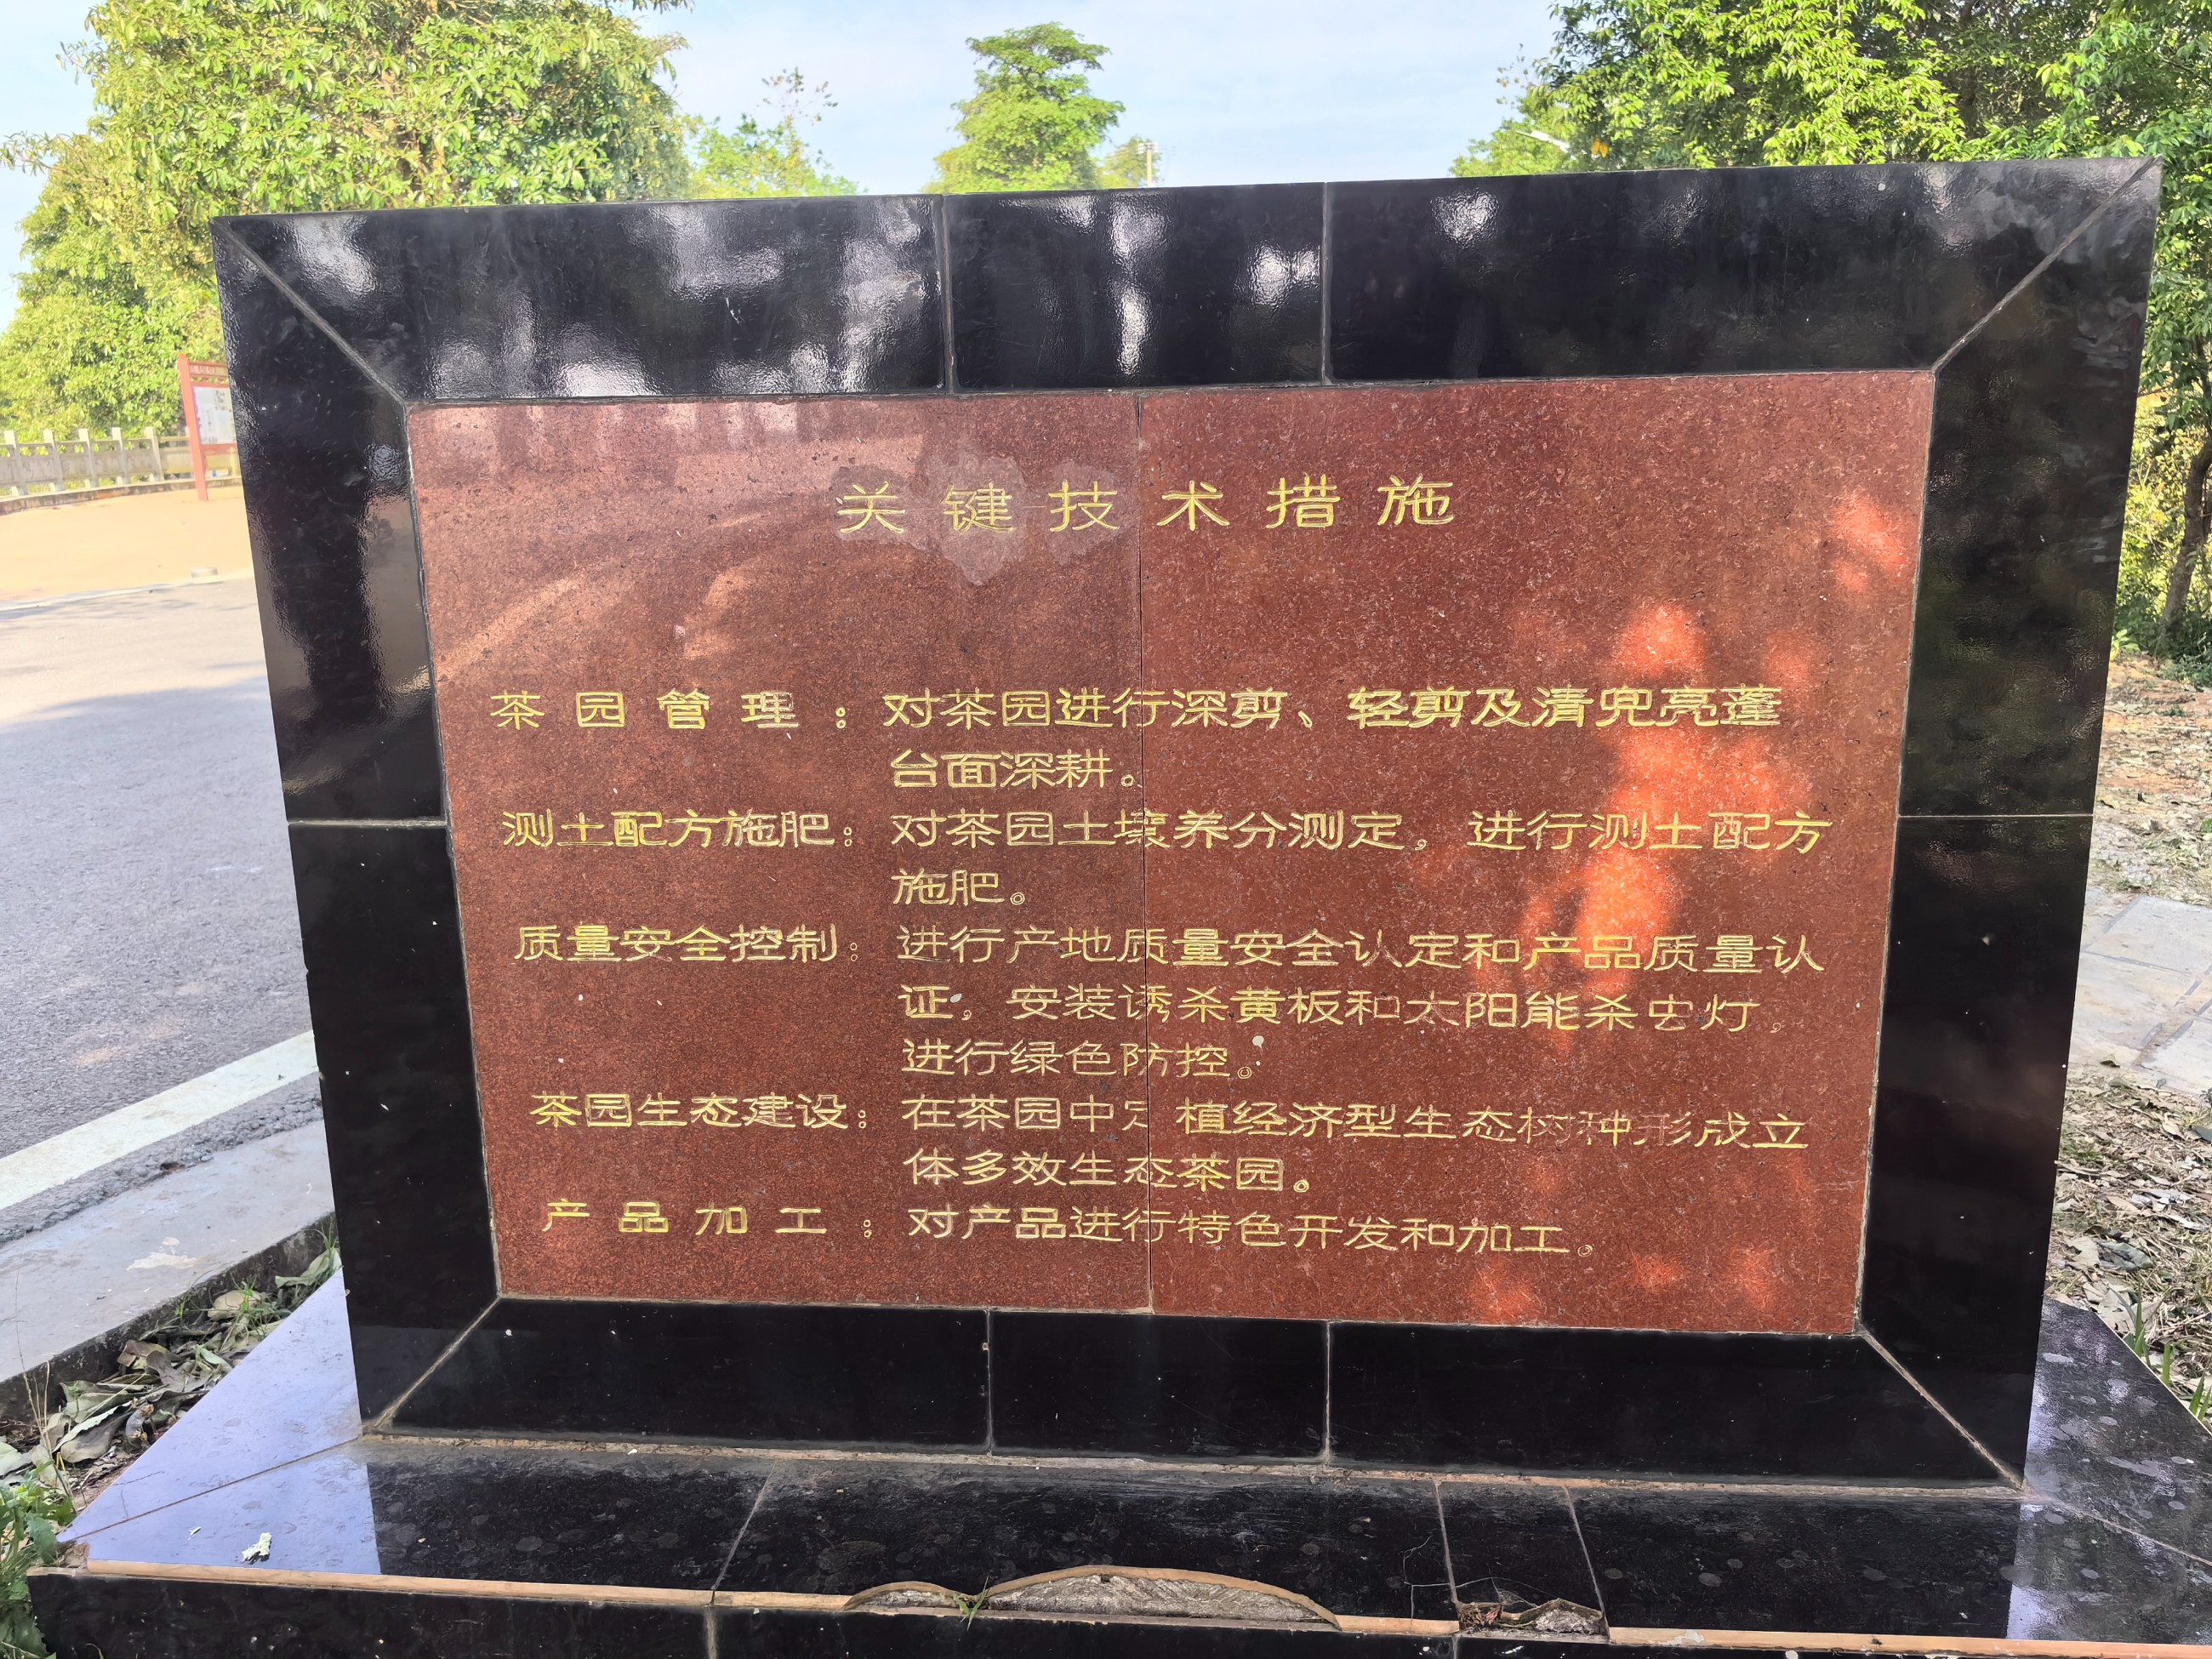 关键技术措施
茶园管理：对茶园进行深剪、轻剪及清兜亮蓬
台面深耕。
测土配方施肥：对茶园土壤养分测定，进行测土配方
施肥。
质量安全控制：进行产地质量安全认定和产品质量认
证，安装诱杀黄板和太阳能杀虫灯，
进行绿色防控。
茶园生态建设：在茶园中定植经济型生态树种形成立
体多效生态茶园。
产品加工：对产品进行特色开发和加工。